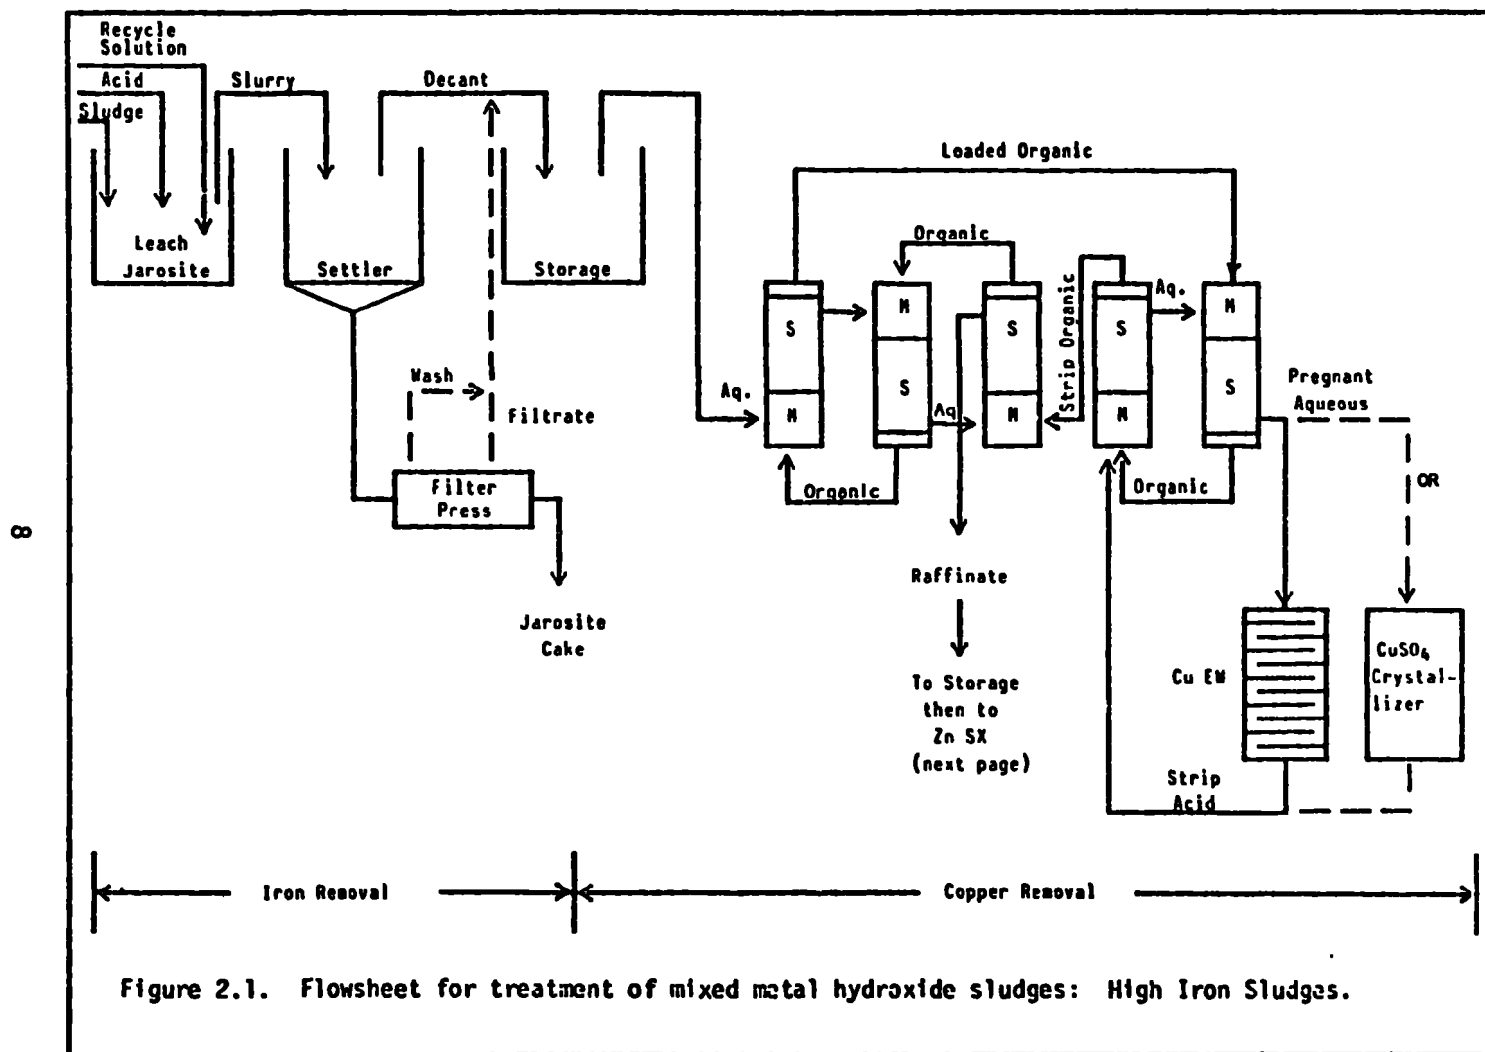 Recycle
Solution
Acid
Sludge
Slurry
Decant
Leach
Jarosite
Settler
Storage
Wash
Filtrate
Filter
Press
Jarosite
Cake
Loaded Organic
Organic
Strip Organic
Aq.
S
M
M
S
S
M
S
M
M
S
Aq.
Aq
Organic
Organic
Pregnant
Aqueous
OR
Raffinate
To Storage
then to
Zn SX
(next page)
Cu EW
CuSO4
Crystal-
lizer
Strip
Acid
Iron Removal
Copper Removal
8
Figure 2.1. Flowsheet for treatment of mixed metal hydroxide sludges: High Iron Sludges.